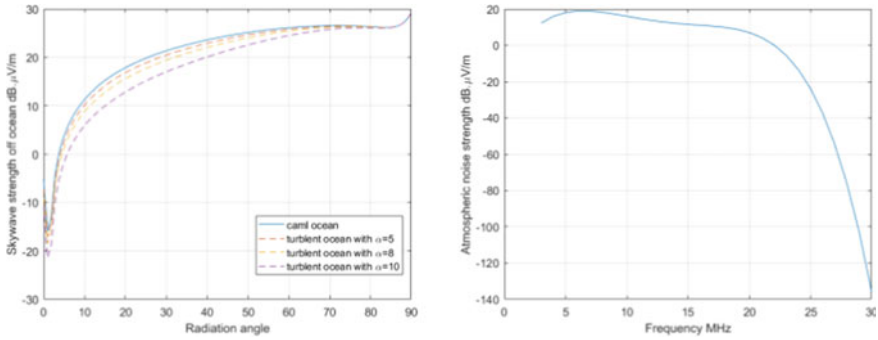 30
20
10
0
-10
-20
-30
0 10 20 30 40 50 60 70 80 90
Skywave strength off ocean dB.μV/m
Radiation angle
caml ocean
turblent ocean with α=5
turblent ocean with α=8
turblent ocean with α=10
20
0
-20
-40
-60
-80
-100
-120
-140
0 5 10 15 20 25 30
Atmospheric noise strength dB.μV/m
Frequency MHz